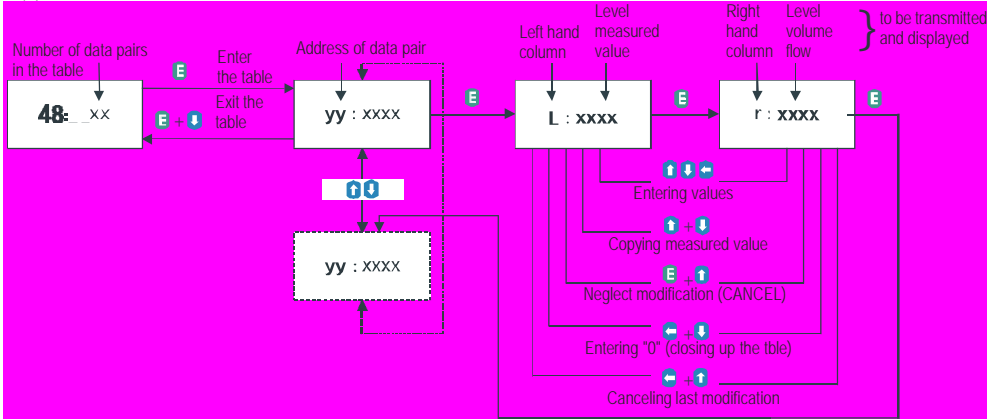 Number of data pairs
in the table
E
Enter
the table
Exit the
table
E + ⬇
48:_ _xx
Address of data pair
yy : xxxx
⬆ ⬇
yy : xxxx
E
Left hand
column
Level
measured
value
L : xxxx
E
Right
hand
column
Level
volume
flow
} to be transmitted
and displayed
r : xxxx
E
⬆ ⬇ ⬅
Entering values
⬆ + ⬇
Copying measured value
E + ⬆
Neglect modification (CANCEL)
⬅ + ⬇
Entering "0" (closing up the tble)
⬅ + ⬆
Canceling last modification